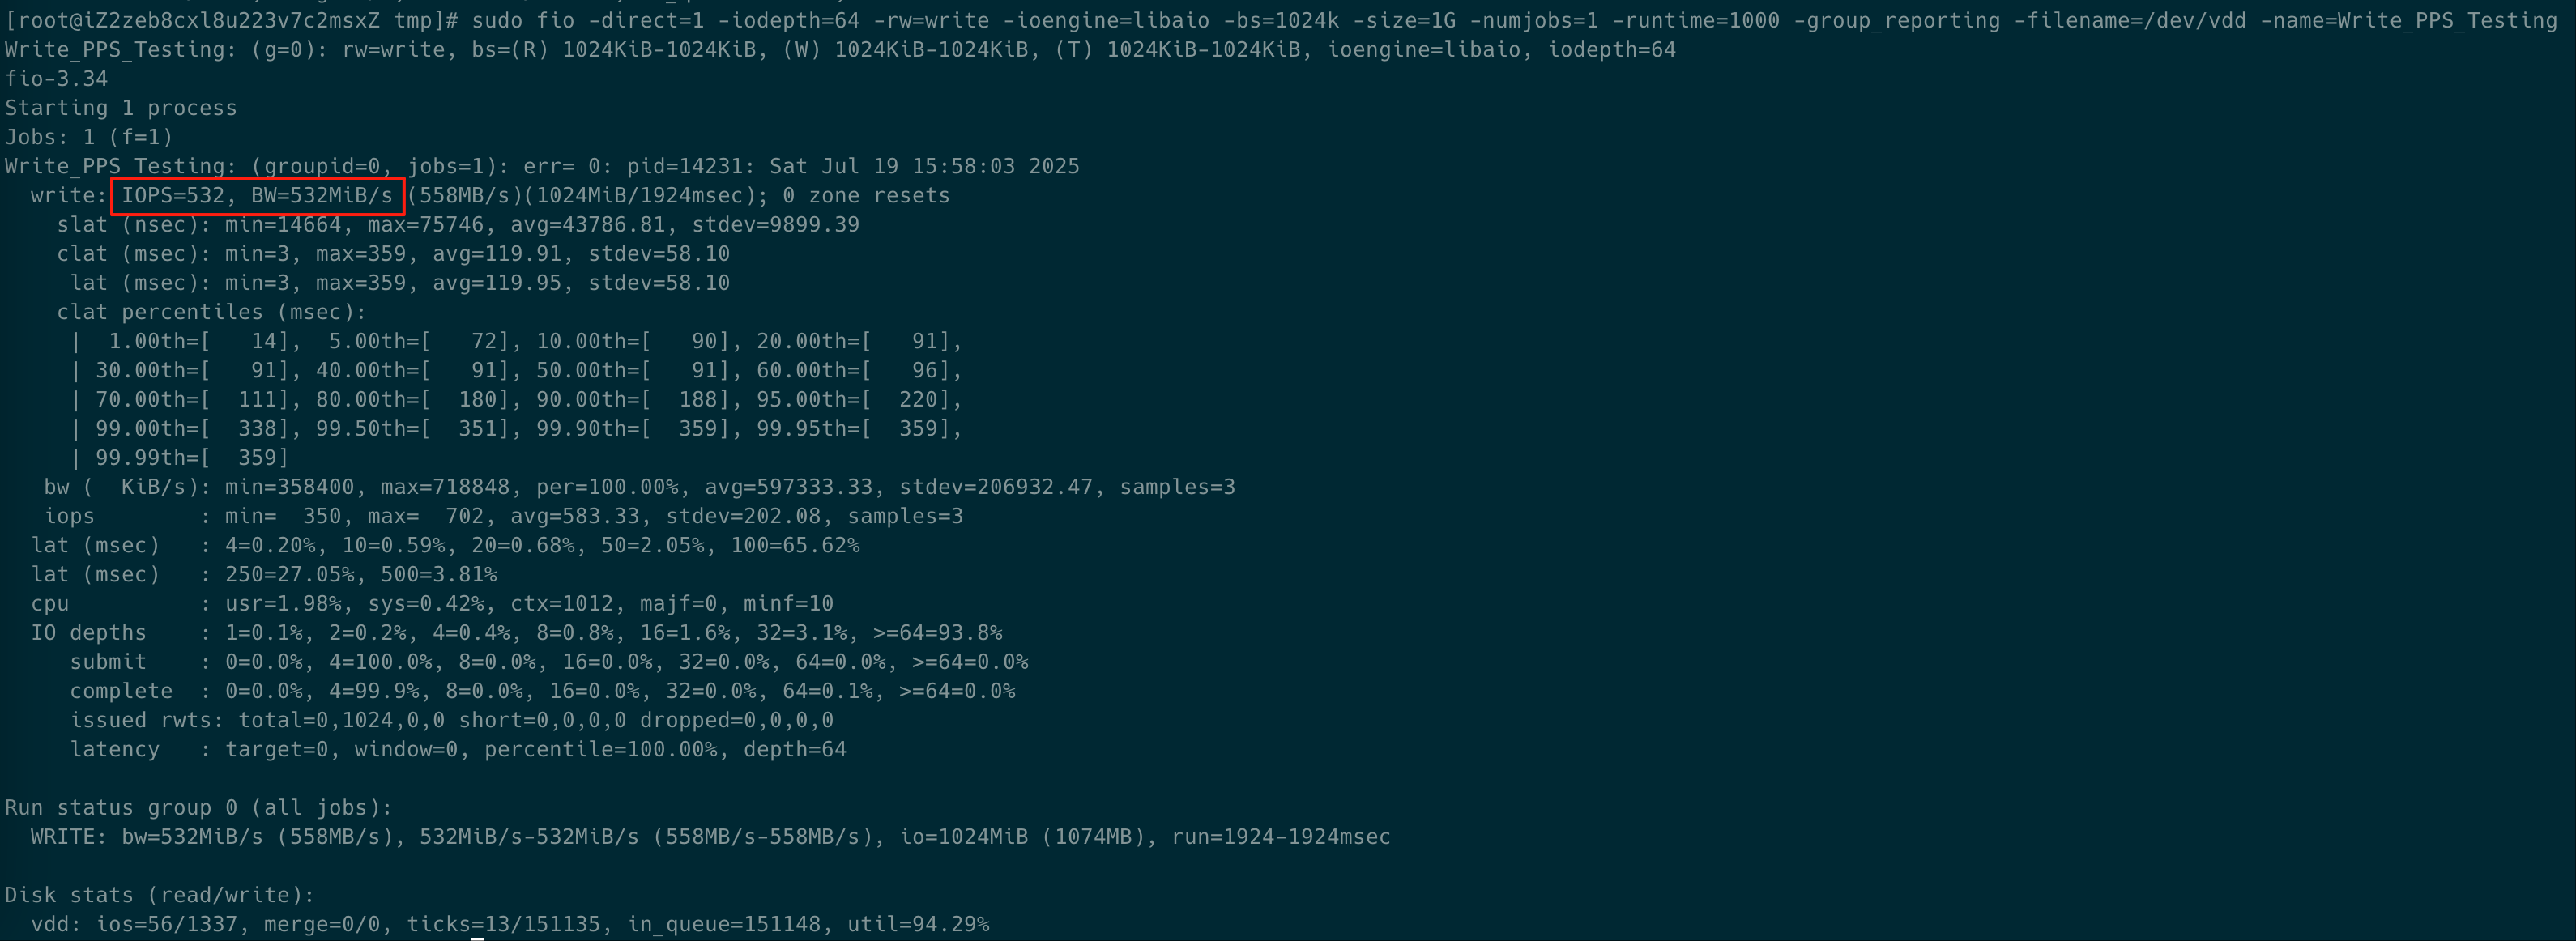 [root@iZ2zeb8cxl8u223v7c2msxZ tmp]# sudo fio -direct=1 -iodepth=64 -rw=write -ioengine=libaio -bs=1024k -size=1G -numjobs=1 -runtime=1000 -group_reporting -filename=/dev/vdd -name=Write_PPS_Testing
Write_PPS_Testing: (g=0): rw=write, bs=(R) 1024KiB-1024KiB, (W) 1024KiB-1024KiB, (T) 1024KiB-1024KiB, ioengine=libaio, iodepth=64
fio-3.34
Starting 1 process
Jobs: 1 (f=1)
Write_PPS_Testing: (groupid=0, jobs=1): err= 0: pid=14231: Sat Jul 19 15:58:03 2025
  write: IOPS=532, BW=532MiB/s (558MB/s)(1024MiB/1924msec); 0 zone resets
    slat (nsec): min=14664, max=75746, avg=43786.81, stdev=9899.39
    clat (msec): min=3, max=359, avg=119.91, stdev=58.10
     lat (msec): min=3, max=359, avg=119.95, stdev=58.10
    clat percentiles (msec):
     |  1.00th=[   14],  5.00th=[   72], 10.00th=[   90], 20.00th=[   91],
     | 30.00th=[   91], 40.00th=[   91], 50.00th=[   91], 60.00th=[   96],
     | 70.00th=[  111], 80.00th=[  180], 90.00th=[  188], 95.00th=[  220],
     | 99.00th=[  338], 99.50th=[  351], 99.90th=[  359], 99.95th=[  359],
     | 99.99th=[  359]
   bw (  KiB/s): min=358400, max=718848, per=100.00%, avg=597333.33, stdev=206932.47, samples=3
   iops        : min=  350, max=  702, avg=583.33, stdev=202.08, samples=3
  lat (msec)   : 4=0.20%, 10=0.59%, 20=0.68%, 50=2.05%, 100=65.62%
  lat (msec)   : 250=27.05%, 500=3.81%
  cpu          : usr=1.98%, sys=0.42%, ctx=1012, majf=0, minf=10
  IO depths    : 1=0.1%, 2=0.2%, 4=0.4%, 8=0.8%, 16=1.6%, 32=3.1%, >=64=93.8%
     submit    : 0=0.0%, 4=100.0%, 8=0.0%, 16=0.0%, 32=0.0%, 64=0.0%, >=64=0.0%
     complete  : 0=0.0%, 4=99.9%, 8=0.0%, 16=0.0%, 32=0.0%, 64=0.1%, >=64=0.0%
     issued rwts: total=0,1024,0,0 short=0,0,0,0 dropped=0,0,0,0
     latency   : target=0, window=0, percentile=100.00%, depth=64

Run status group 0 (all jobs):
  WRITE: bw=532MiB/s (558MB/s), 532MiB/s-532MiB/s (558MB/s-558MB/s), io=1024MiB (1074MB), run=1924-1924msec

Disk stats (read/write):
  vdd: ios=56/1337, merge=0/0, ticks=13/151135, in_queue=151148, util=94.29%